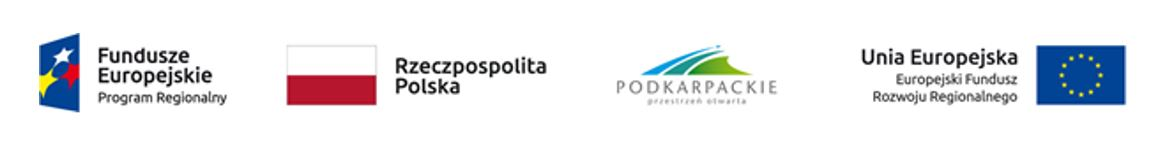 Fundusze
Europejskie
Program Regionalny
Rzeczpospolita
Polska
PODKARPACKIE
przestrzeń otwarta
Unia Europejska
Europejski Fundusz
Rozwoju Regionalnego